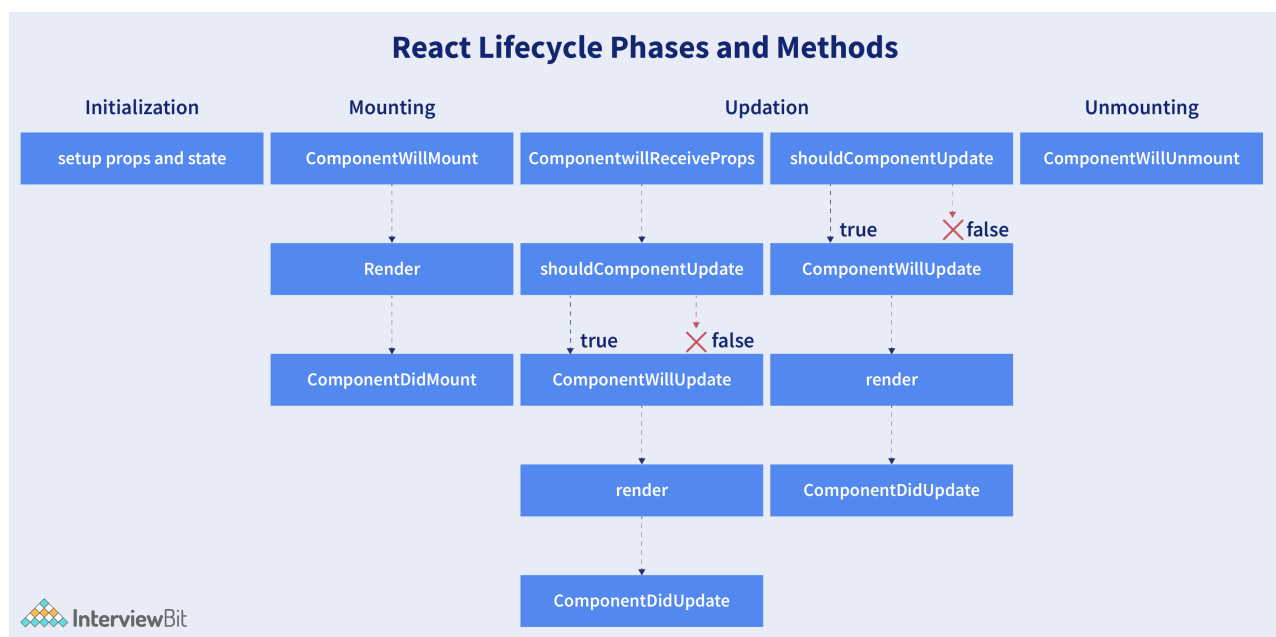 React Lifecycle Phases and Methods
Initialization
Mounting
Updation
Unmounting
setup props and state
ComponentWillMount
ComponentwillReceiveProps
shouldComponentUpdate
ComponentWillUnmount
true
false
Render
shouldComponentUpdate
ComponentWillUpdate
true
false
ComponentDidMount
ComponentWillUpdate
render
render
ComponentDidUpdate
ComponentDidUpdate
InterviewBit